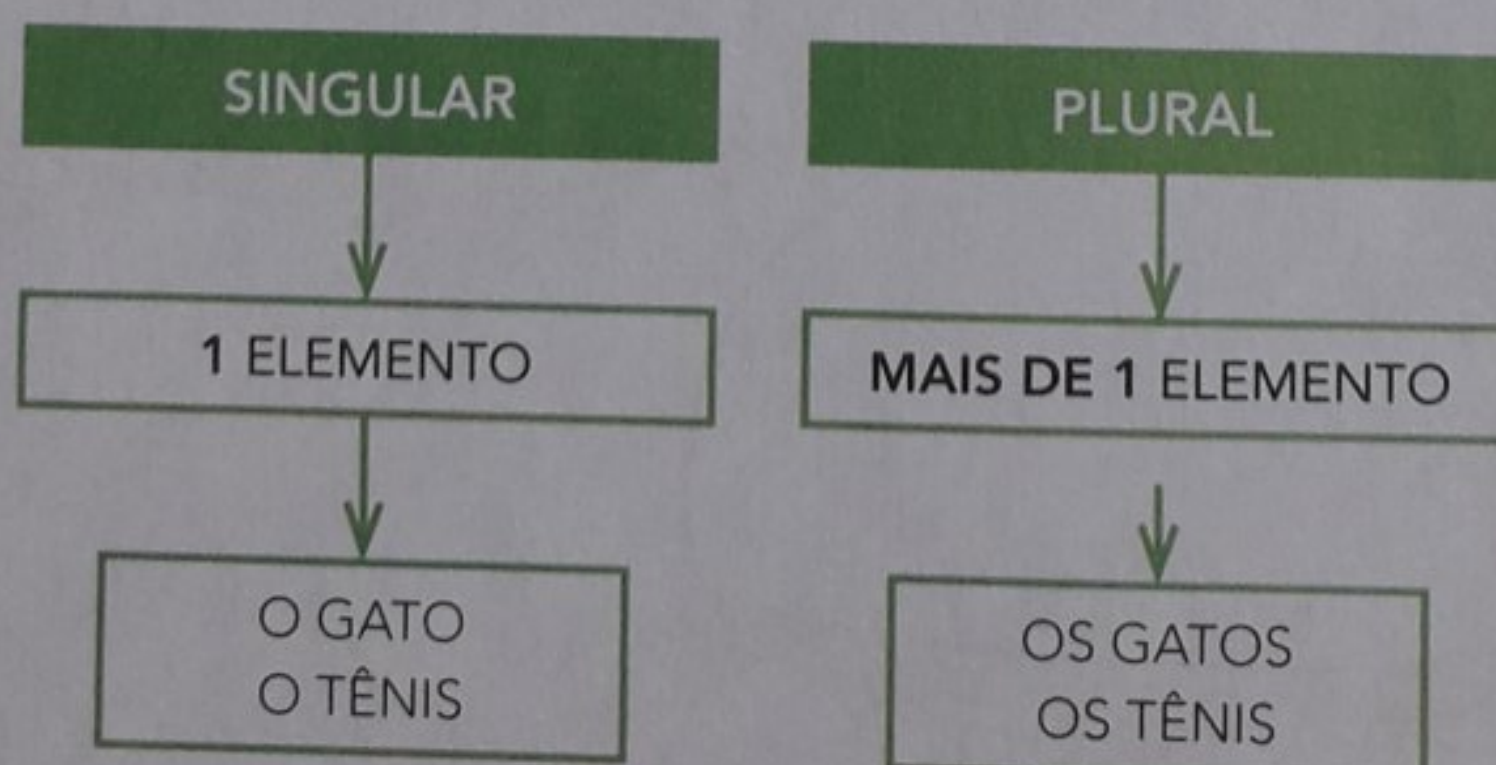 SINGULAR
1 ELEMENTO
O GATO
O TÊNIS
PLURAL
MAIS DE 1 ELEMENTO
OS GATOS
OS TÊNIS